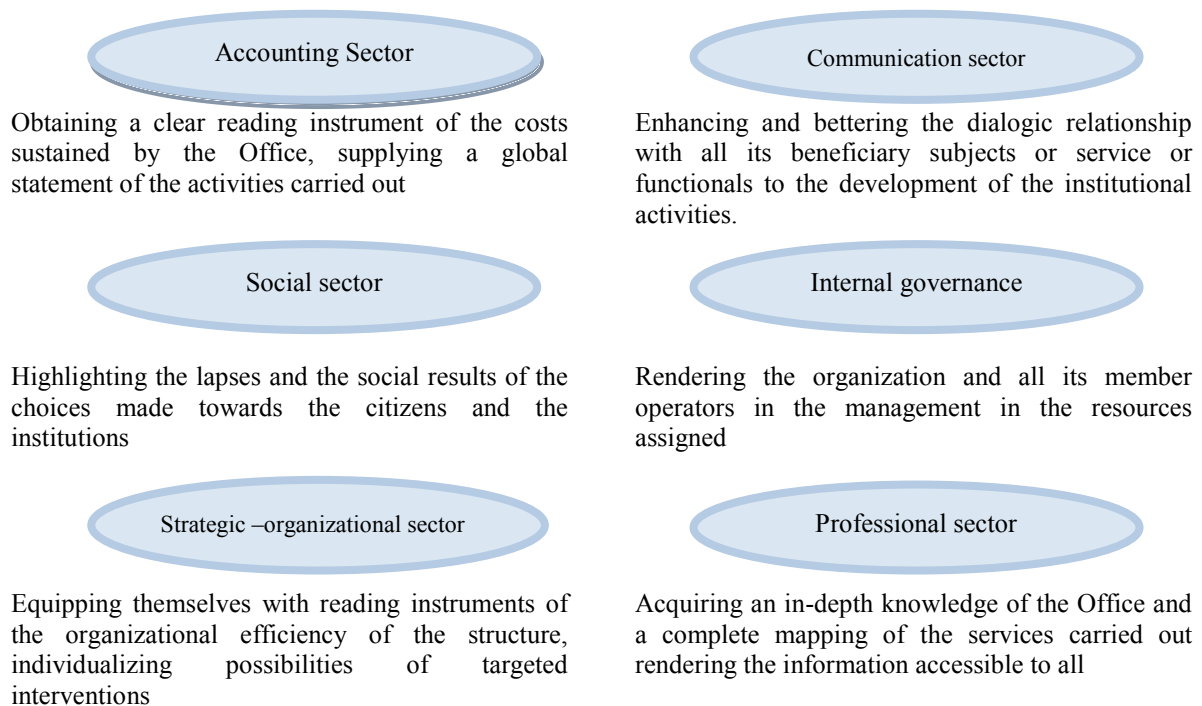 Accounting Sector
Obtaining a clear reading instrument of the costs
sustained by the Office, supplying a global
statement of the activities carried out
Communication sector
Enhancing and bettering the dialogic relationship
with all its beneficiary subjects or service or
functionals to the development of the institutional
activities.
Social sector
Highlighting the lapses and the social results of the
choices made towards the citizens and the
institutions
Internal governance
Rendering the organization and all its member
operators in the management in the resources
assigned
Strategic –organizational sector
Equipping themselves with reading instruments of
the organizational efficiency of the structure,
individualizing possibilities of targeted
interventions
Professional sector
Acquiring an in-depth knowledge of the Office and
a complete mapping of the services carried out
rendering the information accessible to all